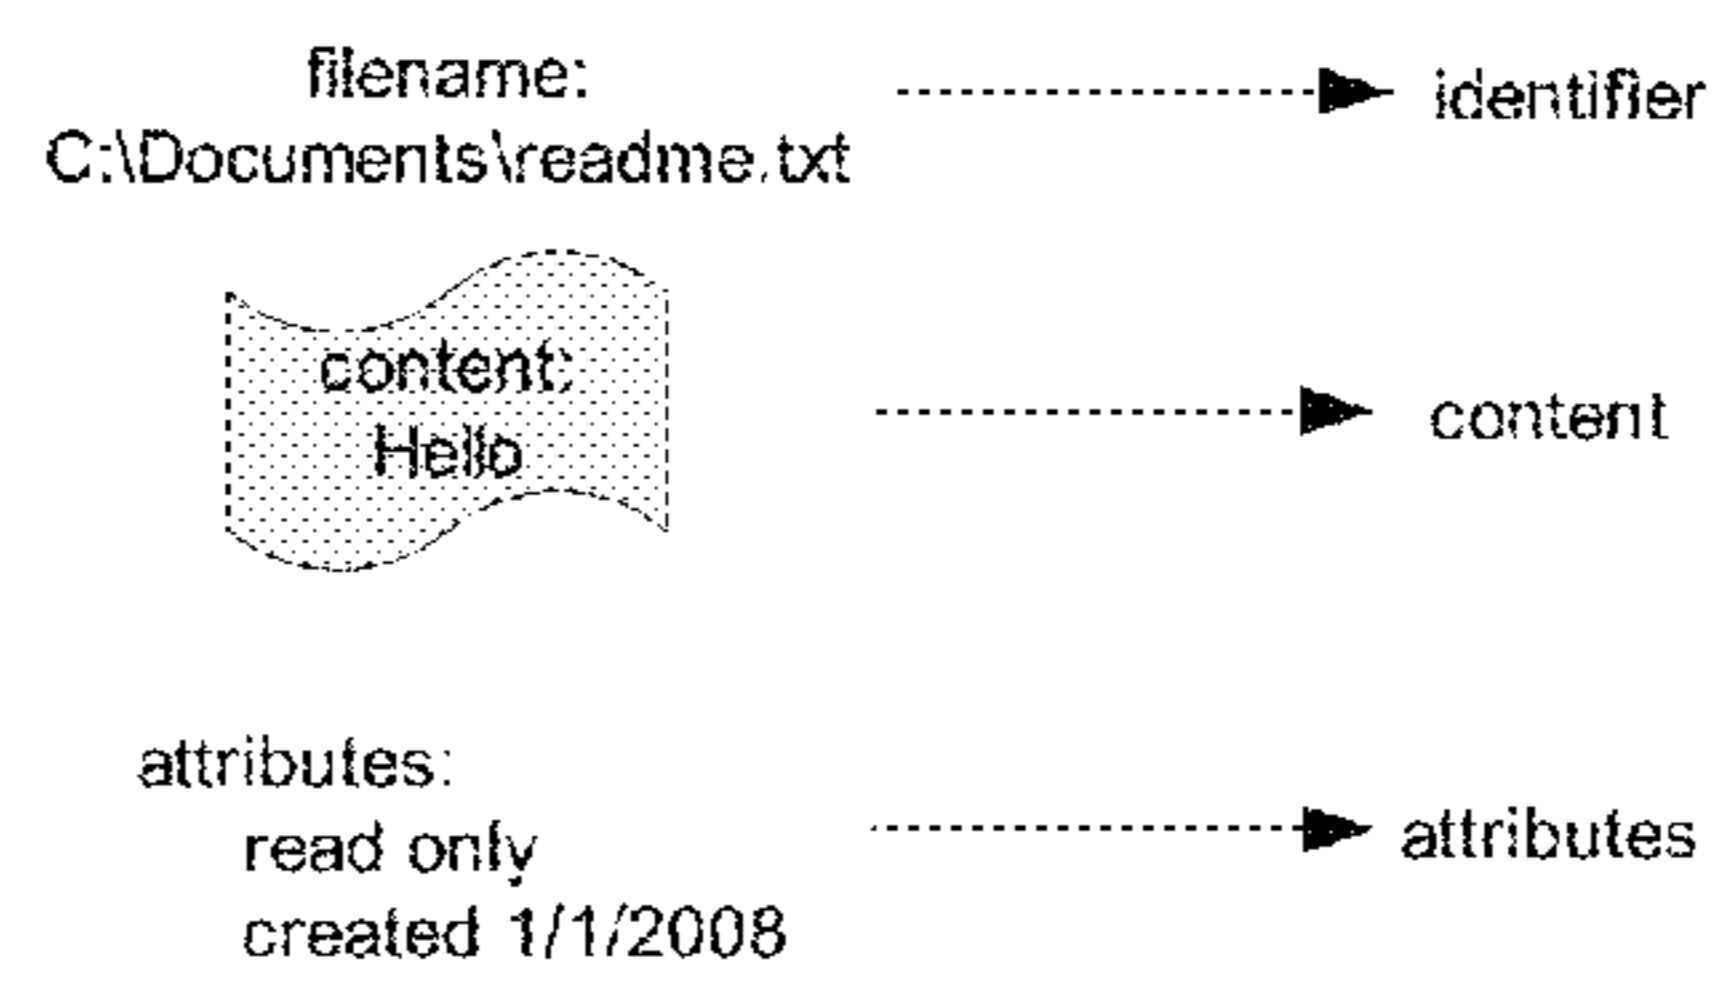 filename:
C:\Documents\readme.txt
identifier
content:
Hello
content
attributes:
read only
created 1/1/2008
attributes